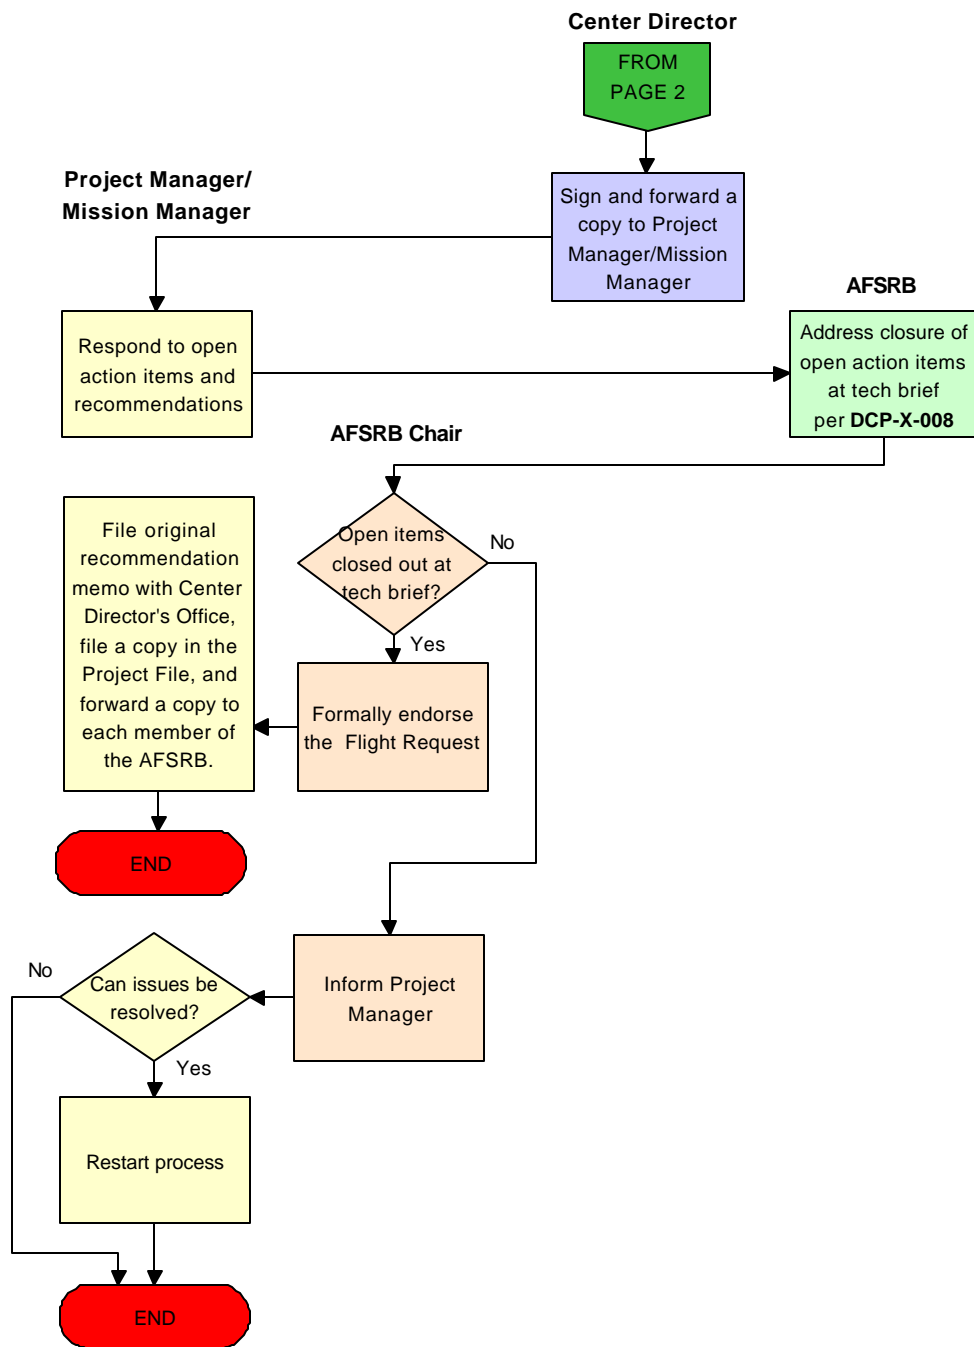 Center Director
FROM
PAGE 2
Project Manager/
Mission Manager
Sign and forward a
copy to Project
Manager/Mission
Manager
AFSRB
Respond to open
action items and
recommendations
Address closure of
open action items
at tech brief
per DCP-X-008
AFSRB Chair
Open items
closed out at
tech brief?
No
Yes
File original
recommendation
memo with Center
Director's Office,
file a copy in the
Project File, and
forward a copy to
each member of
the AFSRB.
Formally endorse
the Flight Request
END
Inform Project
Manager
No
Can issues be
resolved?
Yes
Restart process
END